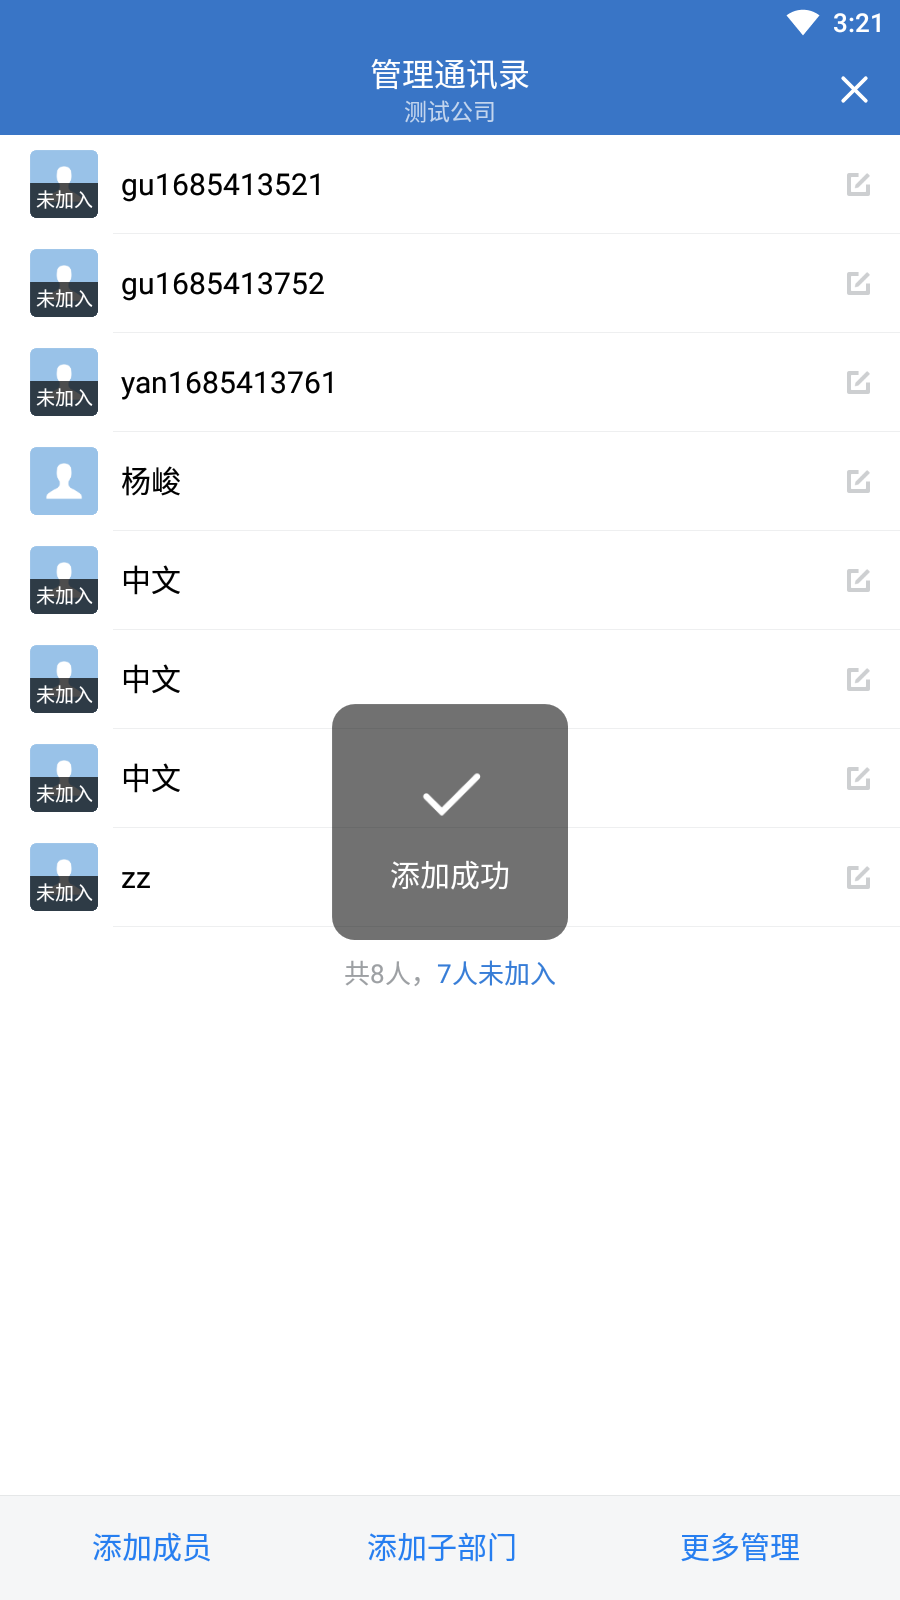 3:21
管理通讯录
测试公司
未加入
gu1685413521
未加入
gu1685413752
未加入
yan1685413761
杨峻
未加入
中文
未加入
中文
未加入
中文
未加入
zz
添加成功
共8人，7人未加入
添加成员
添加子部门
更多管理